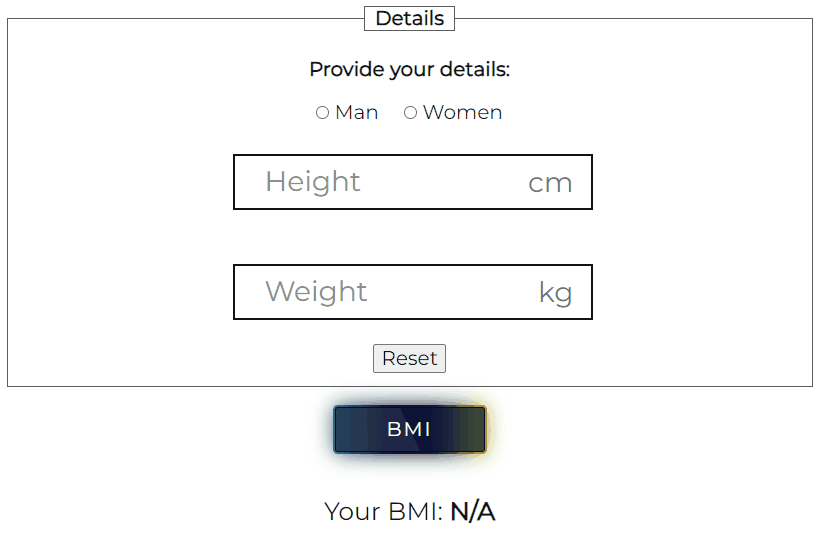 Details
Provide your details:
Man Women
Height cm
Weight kg
Reset
BMI
Your BMI: N/A